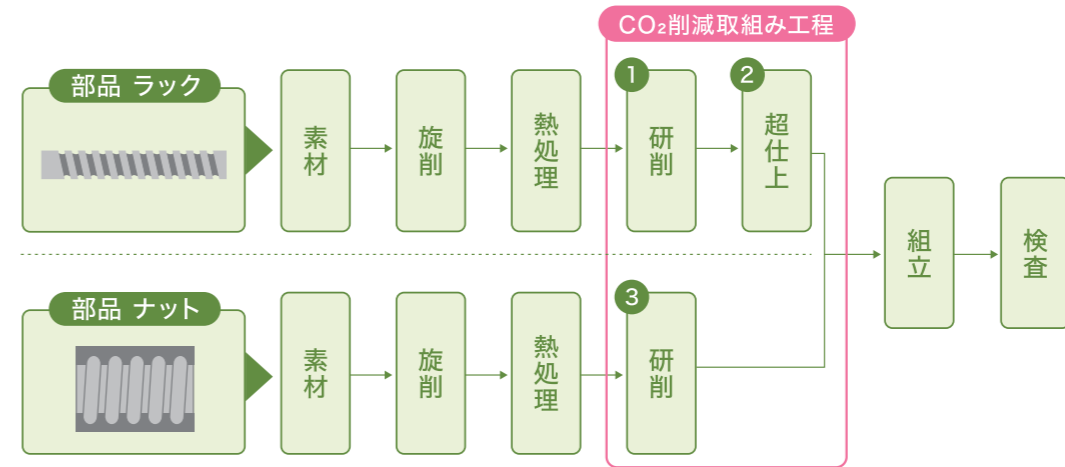 CO₂削減取組み工程
部品 ラック
素材
旋削
熱処理
1
研削
2
超仕上
組立
検査
部品 ナット
素材
旋削
熱処理
3
研削